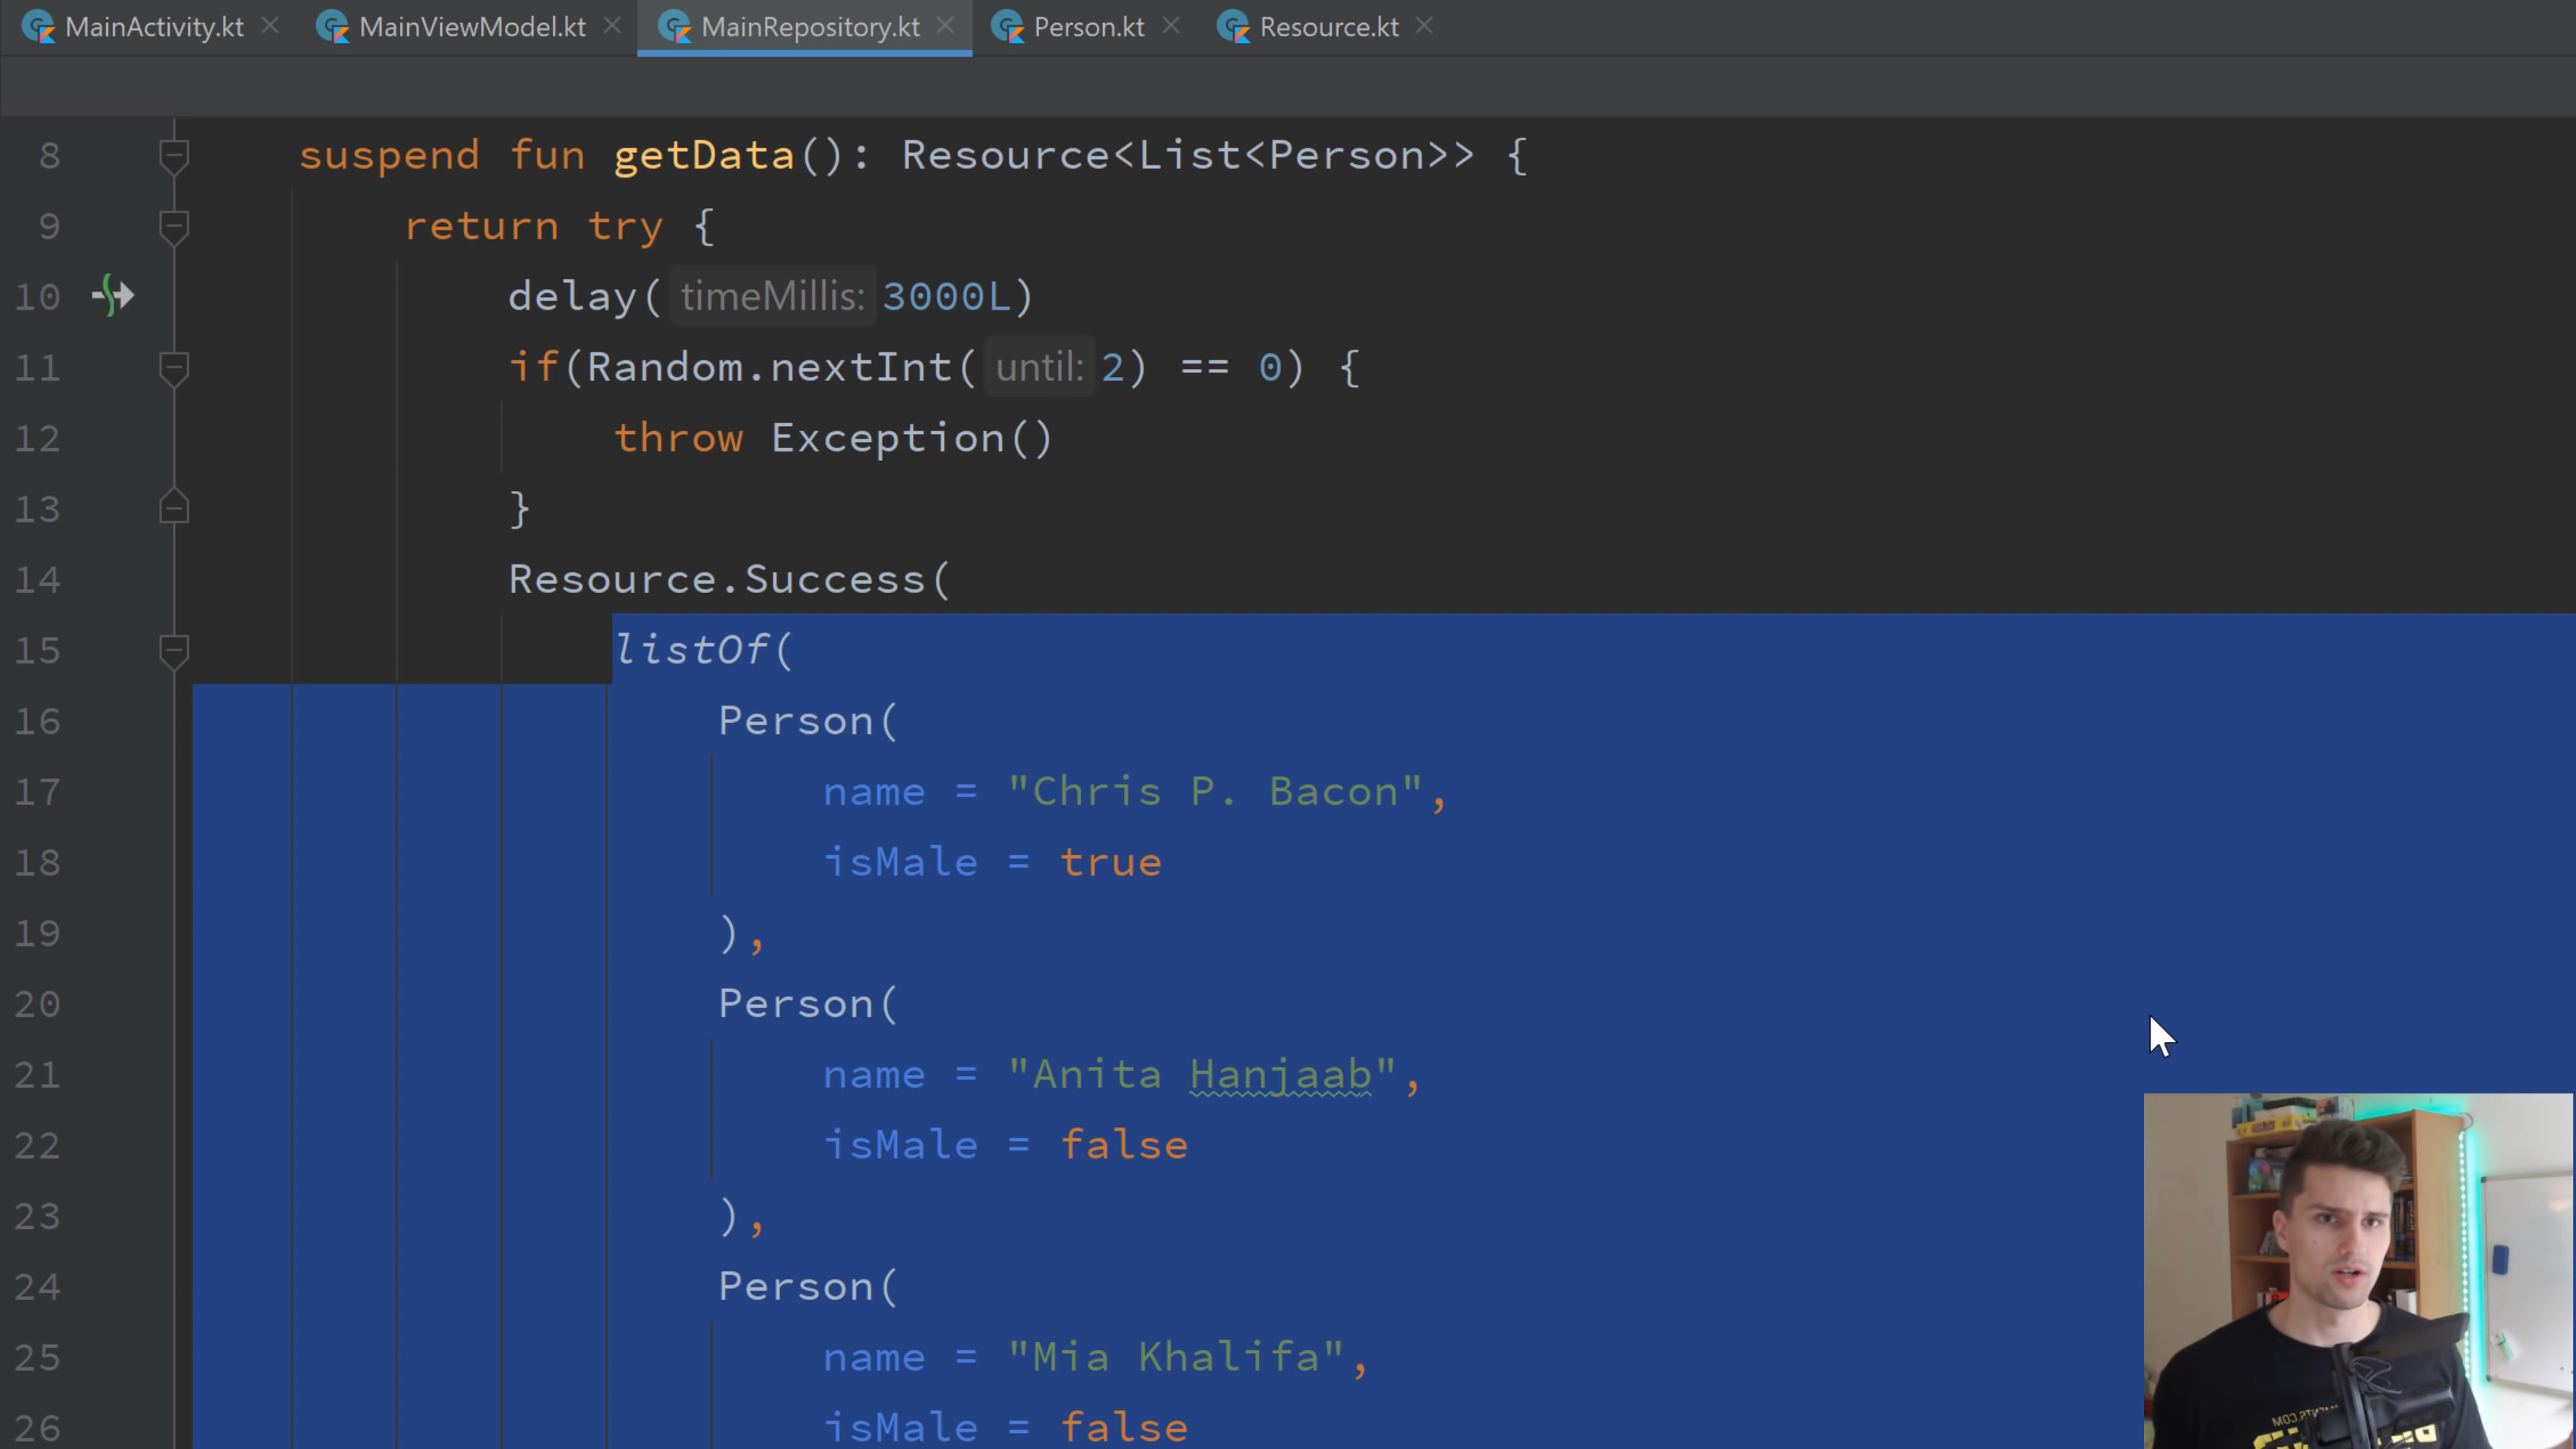 MainActivity.kt MainViewModel.kt MainRepository.kt Person.kt Resource.kt
8 suspend fun getData(): Resource<List<Person>> {
9 return try {
10 delay( timeMillis: 3000L)
11 if(Random.nextInt( until: 2) == 0) {
12 throw Exception()
13 }
14 Resource.Success(
15 listOf(
16 Person(
17 name = "Chris P. Bacon",
18 isMale = true
19 ),
20 Person(
21 name = "Anita Hanjaab",
22 isMale = false
23 ),
24 Person(
25 name = "Mia Khalifa",
26 isMale = false